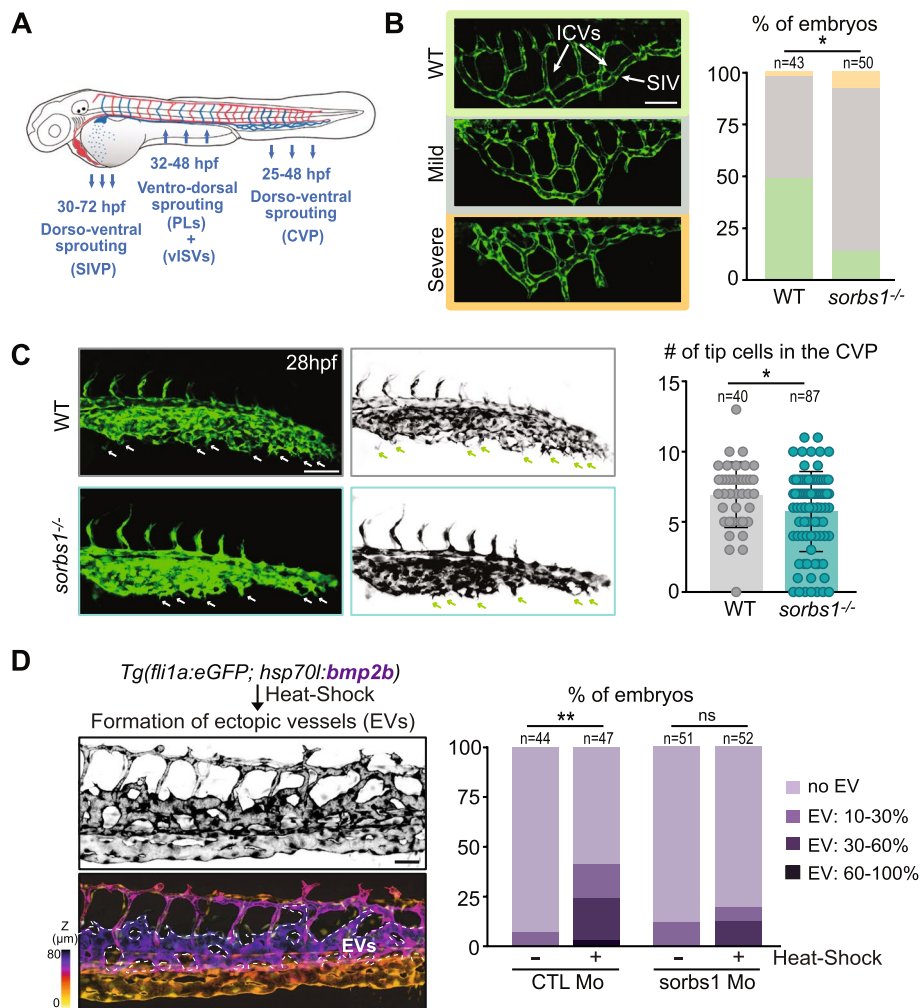 A
30-72 hpf
Dorso-ventral
sprouting
(SIVP)
32-48 hpf
Ventro-dorsal
sprouting
(PLs)
+
(vISVs)
25-48 hpf
Dorso-ventral
sprouting
(CVP)
B
WT
ICVs
SIV
Mild
Severe
% of embryos
*
n=43 n=50
100
75
50
25
0
WT sorbs1-/-
C
28hpf
WT
sorbs1-/-
# of tip cells in the CVP
*
n=40 n=87
15
10
5
0
WT sorbs1-/-
D
Tg(fli1a:eGFP; hsp70l:bmp2b)
Heat-Shock
Formation of ectopic vessels (EVs)
EVs
Z
(µm)
80
0
% of embryos
** ns
n=44 n=47 n=51 n=52
100
75
50
25
0
- + - + Heat-Shock
CTL Mo sorbs1 Mo
no EV
EV: 10-30%
EV: 30-60%
EV: 60-100%